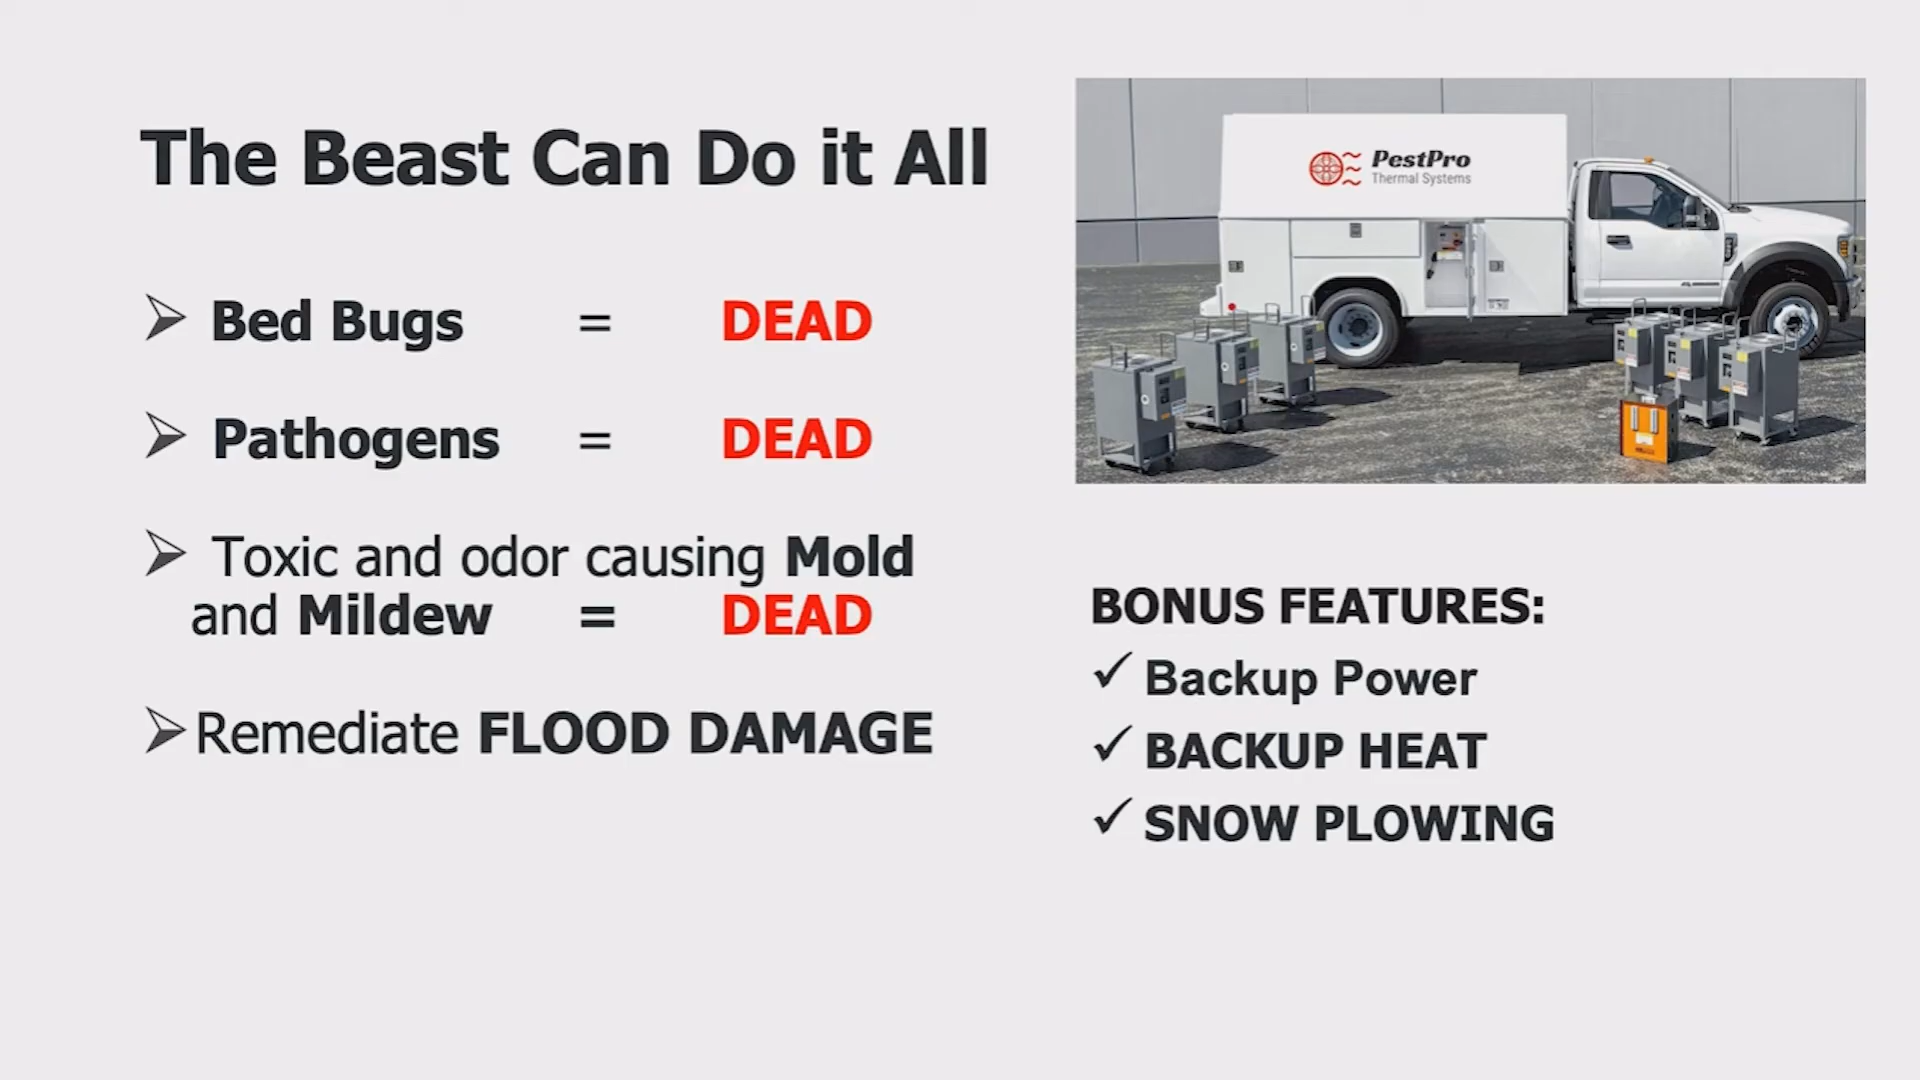 The Beast Can Do it All
Bed Bugs = DEAD
Pathogens = DEAD
Toxic and odor causing Mold
and Mildew = DEAD
Remediate FLOOD DAMAGE
PestPro
Thermal Systems
BONUS FEATURES:
Backup Power
BACKUP HEAT
SNOW PLOWING